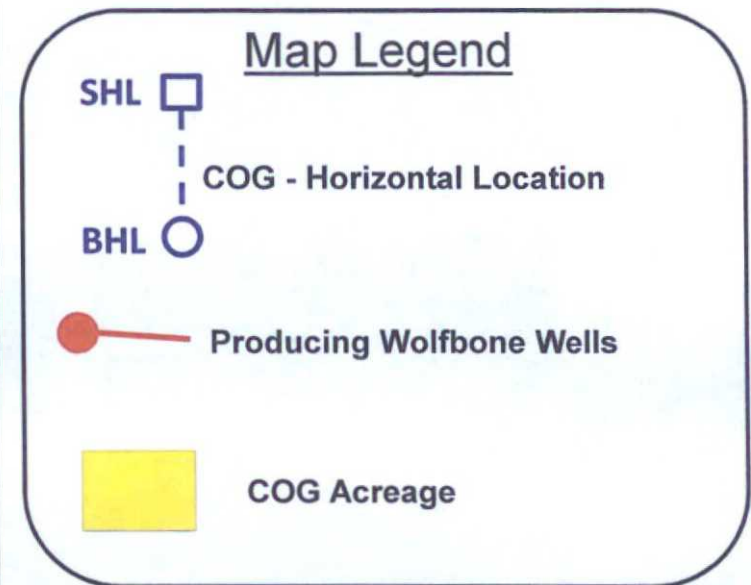 Map Legend
SHL
COG - Horizontal Location
BHL
Producing Wolfbone Wells
COG Acreage